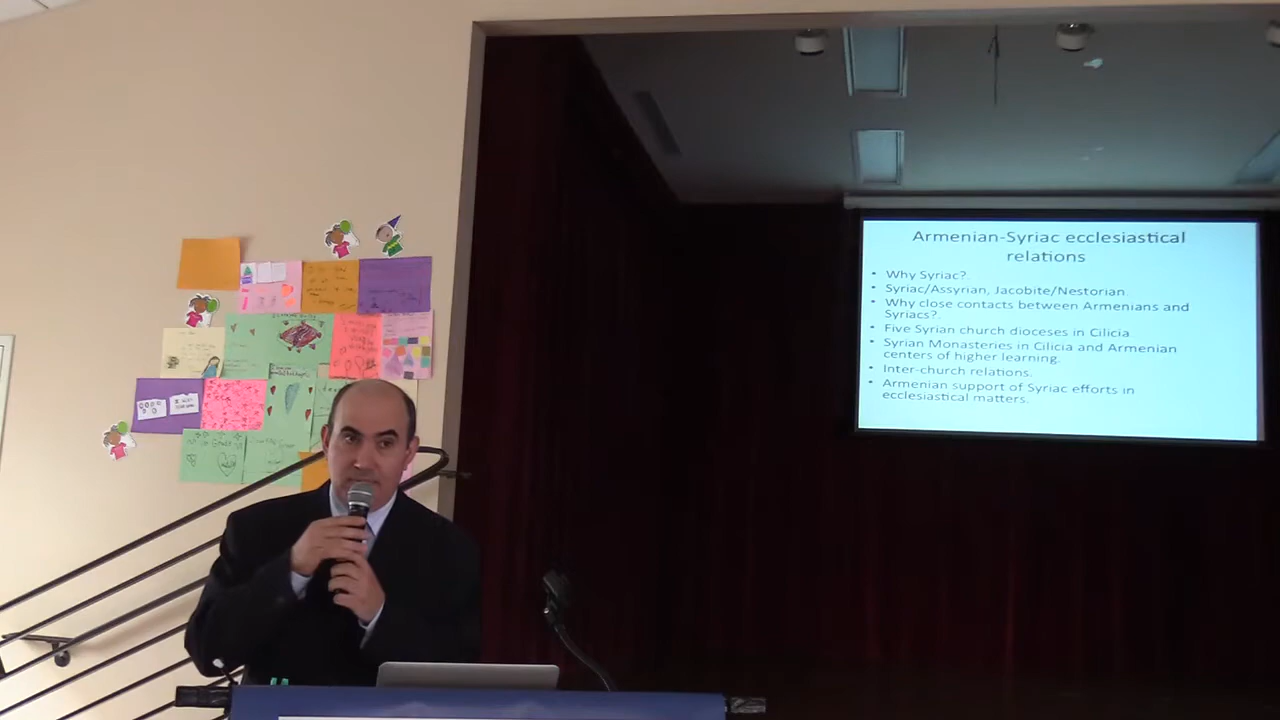 Armenian-Syriac ecclesiastical
relations
• Why Syriac?.
• Syriac/Assyrian, Jacobite/Nestorian.
• Why close contacts between Armenians and
Syriacs?.
• Five Syrian church dioceses in Cilicia
• Syrian Monasteries in Cilicia and Armenian
centers of higher learning.
• Inter-church relations.
• Armenian support of Syriac efforts in
ecclesiastical matters.